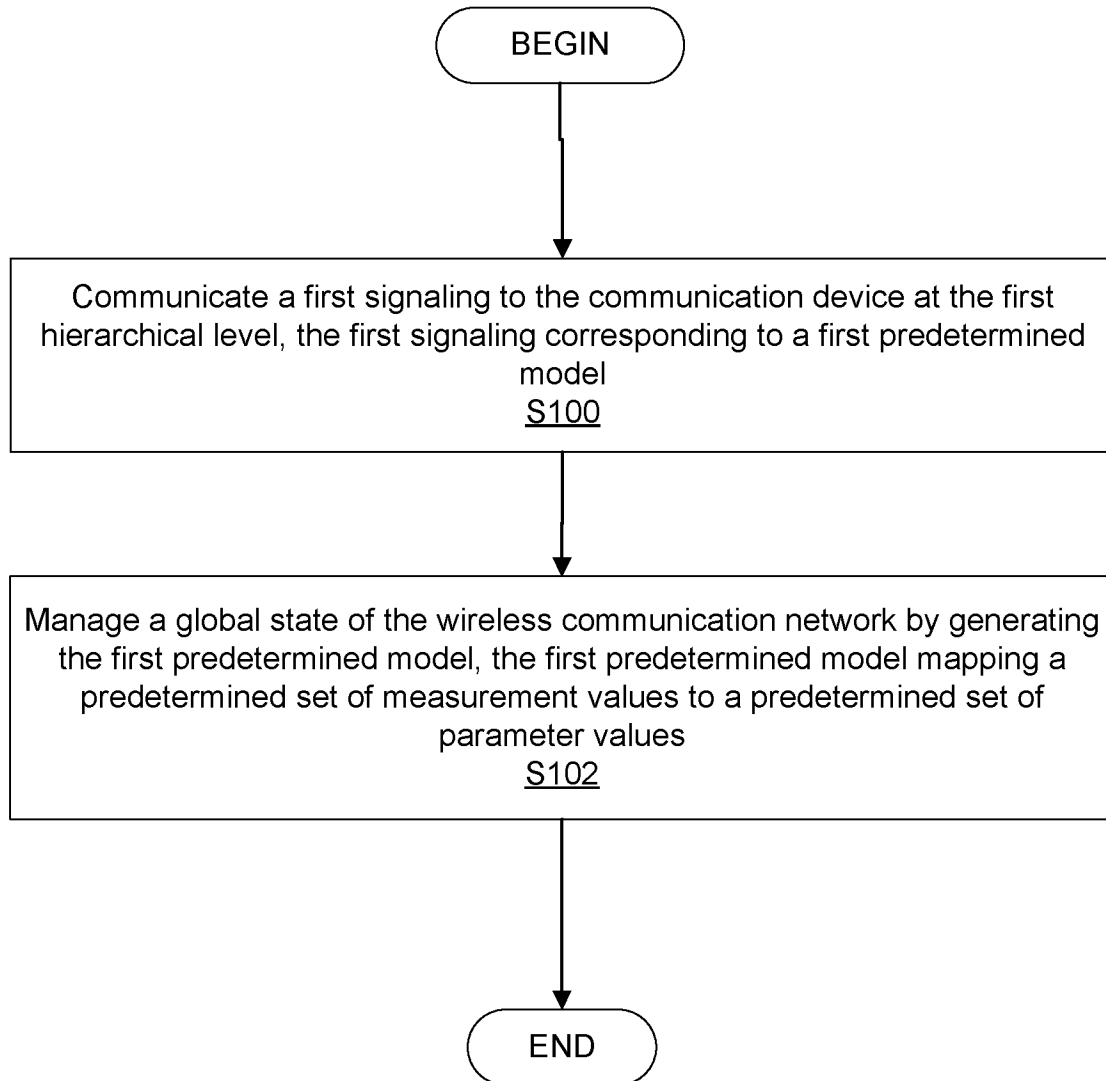 BEGIN
Communicate a first signaling to the communication device at the first
hierarchical level, the first signaling corresponding to a first predetermined
model
S100
Manage a global state of the wireless communication network by generating
the first predetermined model, the first predetermined model mapping a
predetermined set of measurement values to a predetermined set of
parameter values
S102
END